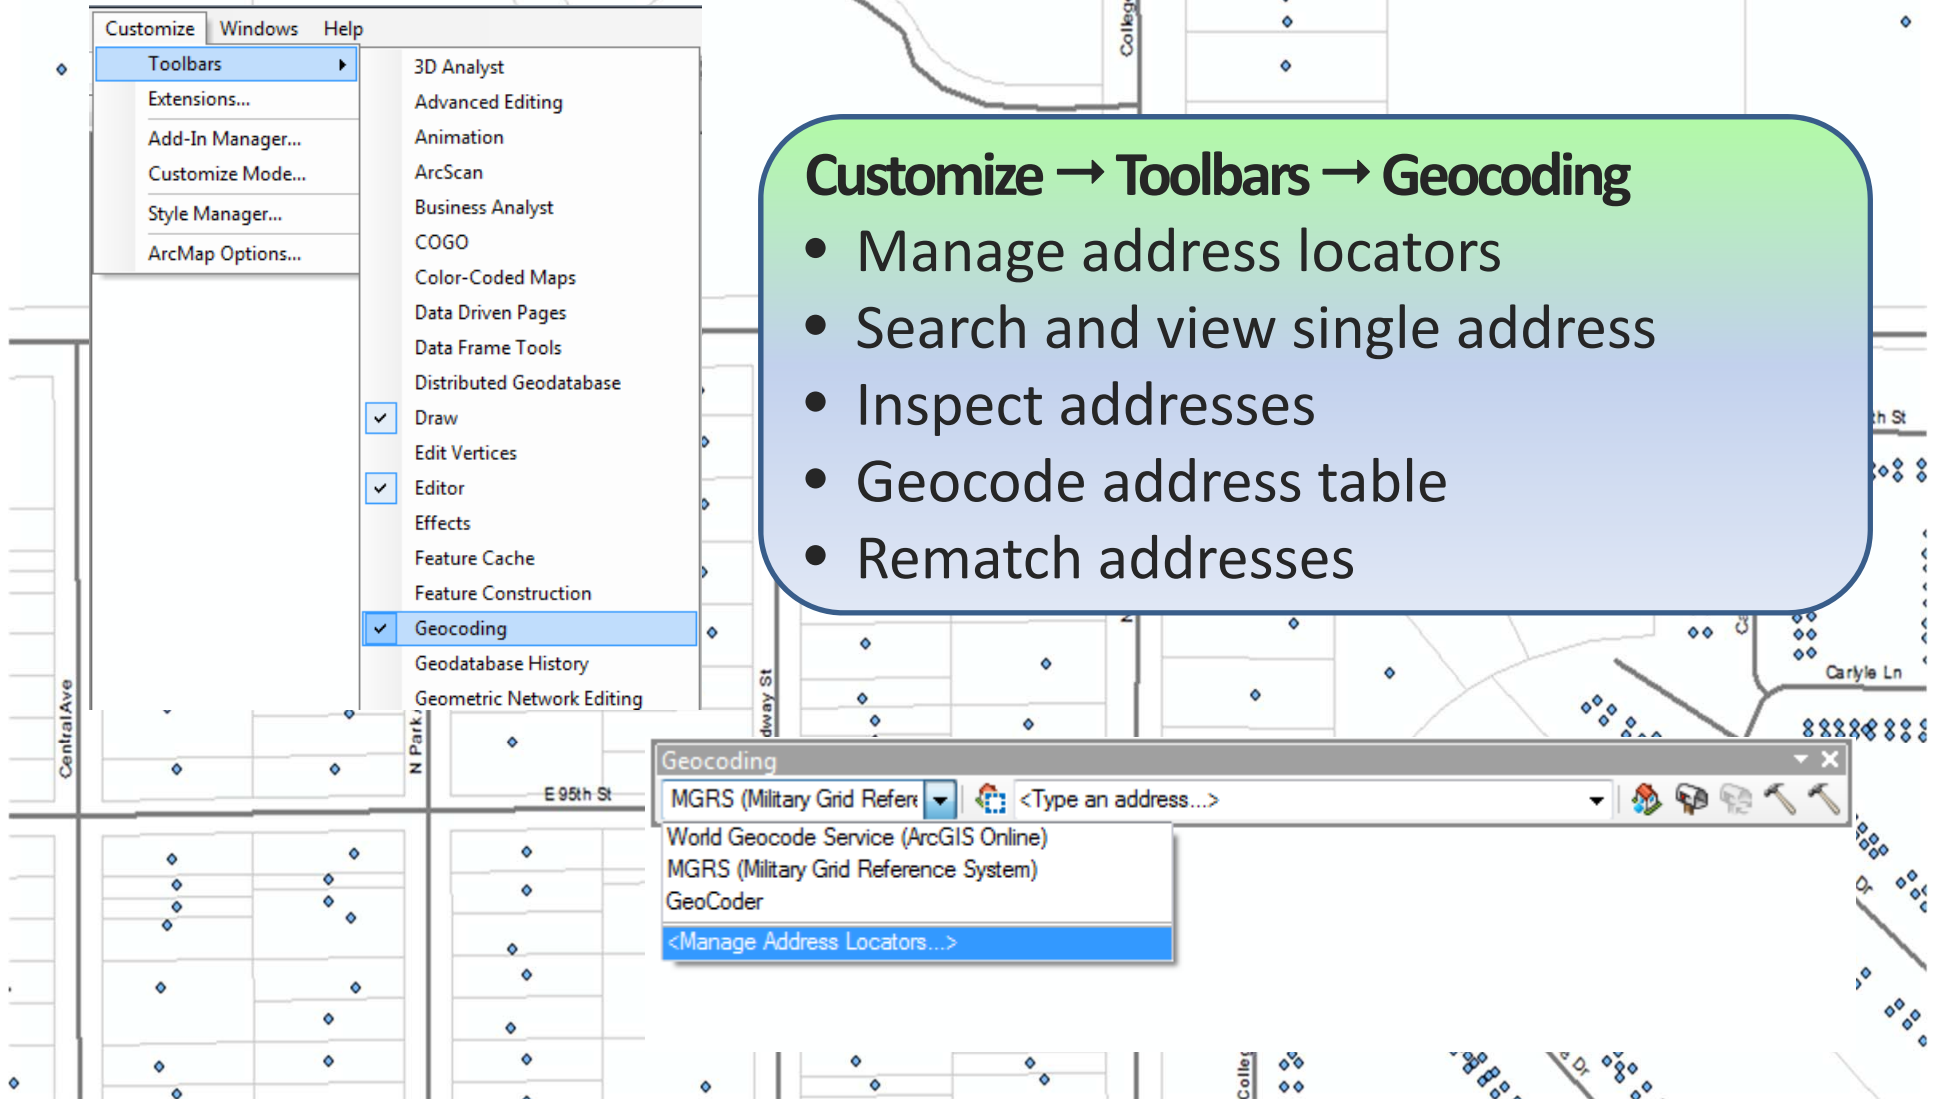 Customize Windows Help
Toolbars
Extensions...
Add-In Manager...
Customize Mode...
Style Manager...
ArcMap Options...
3D Analyst
Advanced Editing
Animation
ArcScan
Business Analyst
COGO
Color-Coded Maps
Data Driven Pages
Data Frame Tools
Distributed Geodatabase
Draw
Edit Vertices
Editor
Effects
Feature Cache
Feature Construction
Geocoding
Geodatabase History
Geometric Network Editing
Customize → Toolbars → Geocoding
• Manage address locators
• Search and view single address
• Inspect addresses
• Geocode address table
• Rematch addresses
Carlyle Ln
Central Ave
N Park
dway St
E 95th St
Geocoding
MGRS (Military Grid Refere
<Type an address...>
World Geocode Service (ArcGIS Online)
MGRS (Military Grid Reference System)
GeoCoder
<Manage Address Locators...>
Dr
Dr